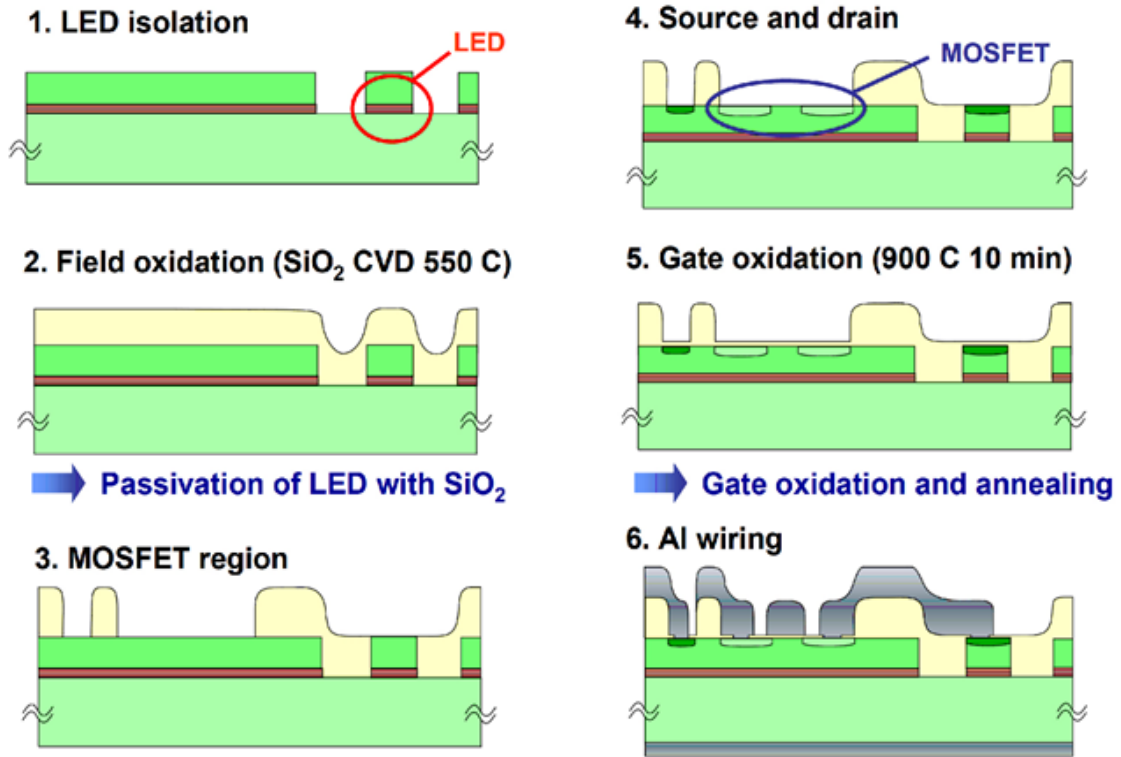 1. LED isolation
LED
2. Field oxidation (SiO₂ CVD 550 C)
Passivation of LED with SiO₂
3. MOSFET region
4. Source and drain
MOSFET
5. Gate oxidation (900 C 10 min)
Gate oxidation and annealing
6. Al wiring